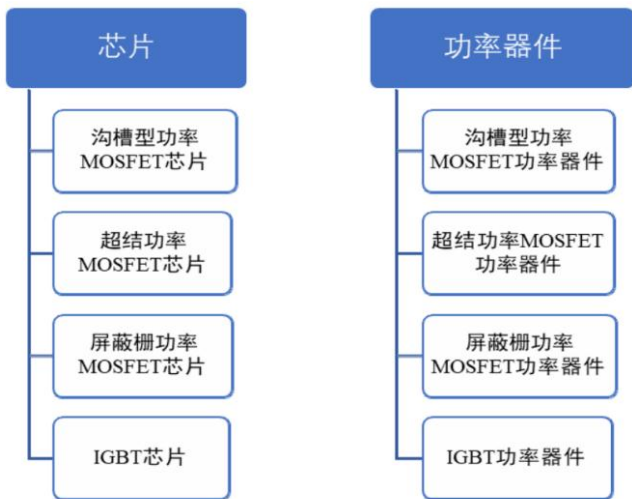 芯片
沟槽型功率
MOSFET芯片
超结功率
MOSFET芯片
屏蔽栅功率
MOSFET芯片
IGBT芯片
功率器件
沟槽型功率
MOSFET功率器件
超结功率MOSFET
功率器件
屏蔽栅功率
MOSFET功率器件
IGBT功率器件